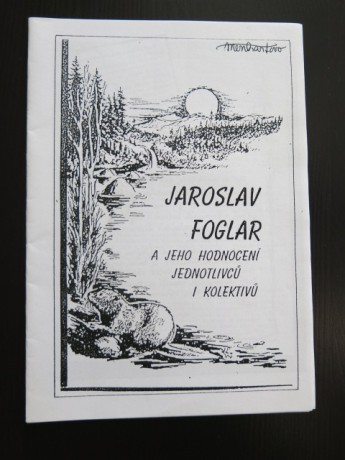 JAROSLAV
FOGLAR
A JEHO HODNOCENÍ
JEDNOTLIVCŮ
I KOLEKTIVŮ